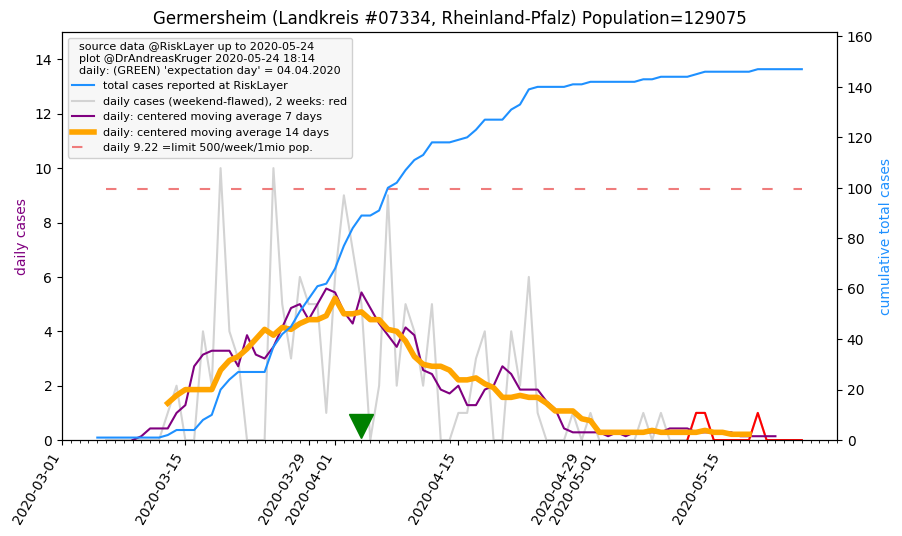 Germersheim (Landkreis #07334, Rheinland-Pfalz) Population=129075
source data @RiskLayer up to 2020-05-24
plot @DrAndreasKruger 2020-05-24 18:14
daily: (GREEN) 'expectation day' = 04.04.2020
total cases reported at RiskLayer
daily cases (weekend-flawed), 2 weeks: red
daily: centered moving average 7 days
daily: centered moving average 14 days
daily 9.22 =limit 500/week/1mio pop.
daily cases
14
12
10
8
6
4
2
0
cumulative total cases
160
140
120
100
80
60
40
20
0
2020-03-01
2020-03-15
2020-03-29
2020-04-01
2020-04-15
2020-04-29
2020-05-01
2020-05-15